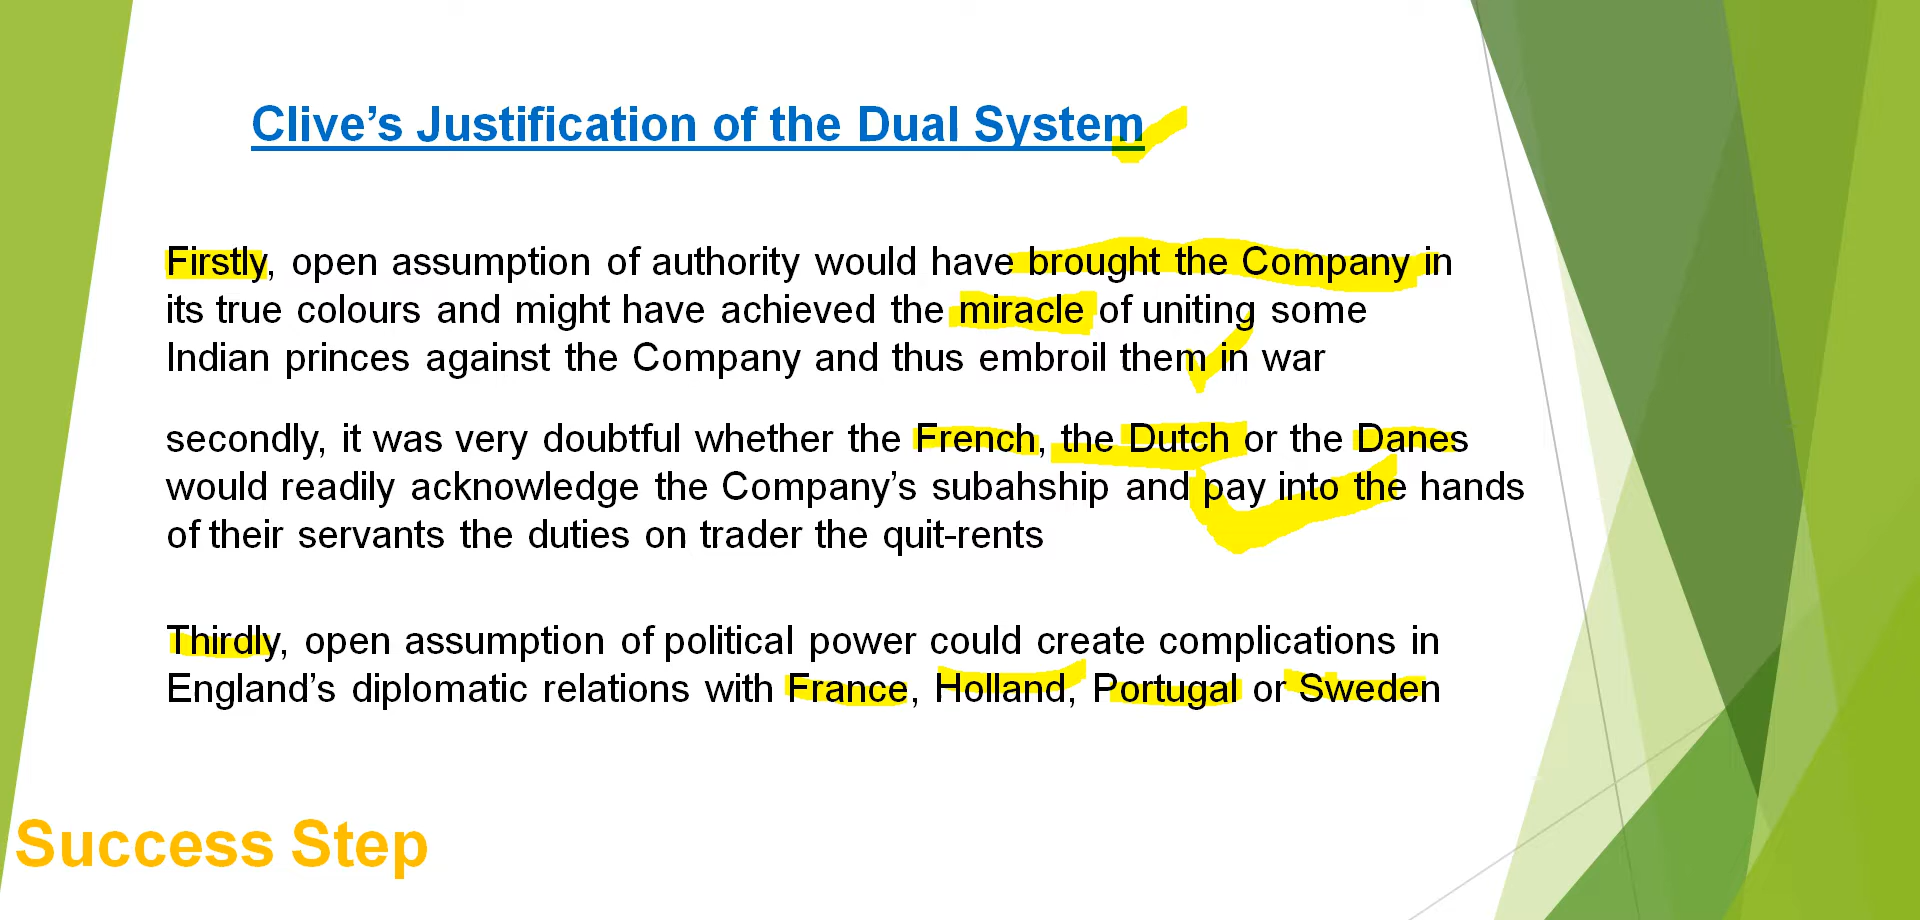 Clive’s Justification of the Dual System
Firstly, open assumption of authority would have brought the Company in
its true colours and might have achieved the miracle of uniting some
Indian princes against the Company and thus embroil them in war
secondly, it was very doubtful whether the French, the Dutch or the Danes
would readily acknowledge the Company’s subahship and pay into the hands
of their servants the duties on trader the quit-rents
Thirdly, open assumption of political power could create complications in
England’s diplomatic relations with France, Holland, Portugal or Sweden
Success Step